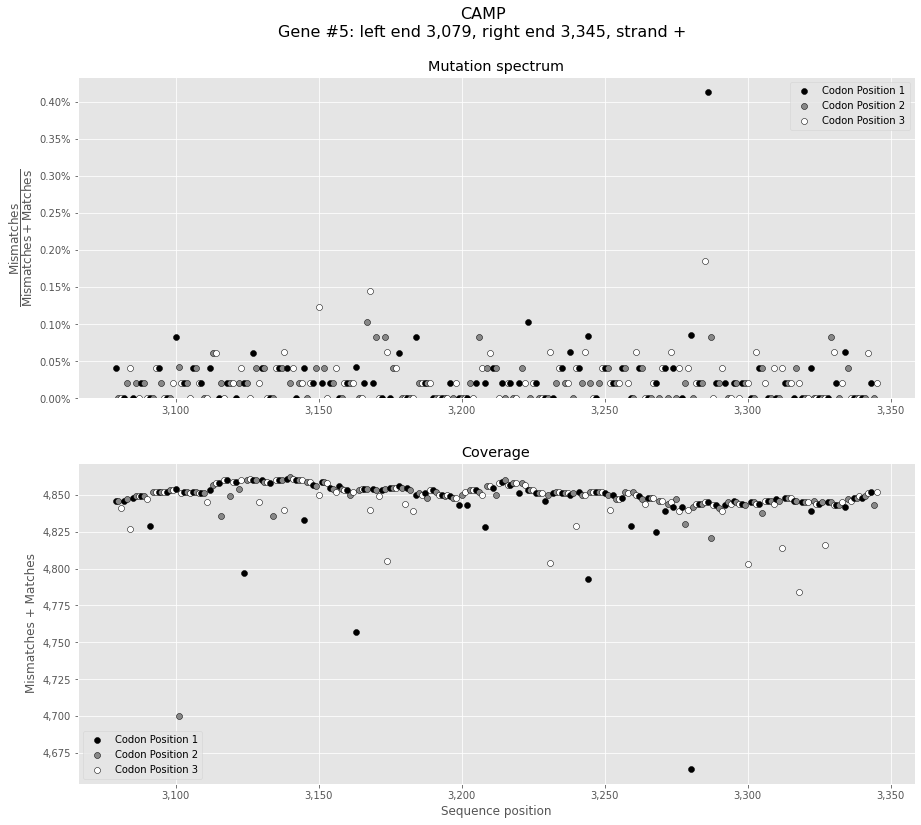 CAMP
Gene #5: left end 3,079, right end 3,345, strand +
Mutation spectrum
0.40%
0.35%
0.30%
0.25%
0.20%
0.15%
0.10%
0.05%
0.00%
Mismatches
Mismatches + Matches
Codon Position 1
Codon Position 2
Codon Position 3
3,100
3,150
3,200
3,250
3,300
3,350
Coverage
4,850
4,825
4,800
4,775
4,750
4,725
4,700
4,675
Mismatches + Matches
Codon Position 1
Codon Position 2
Codon Position 3
3,100
3,150
3,200
3,250
3,300
3,350
Sequence position